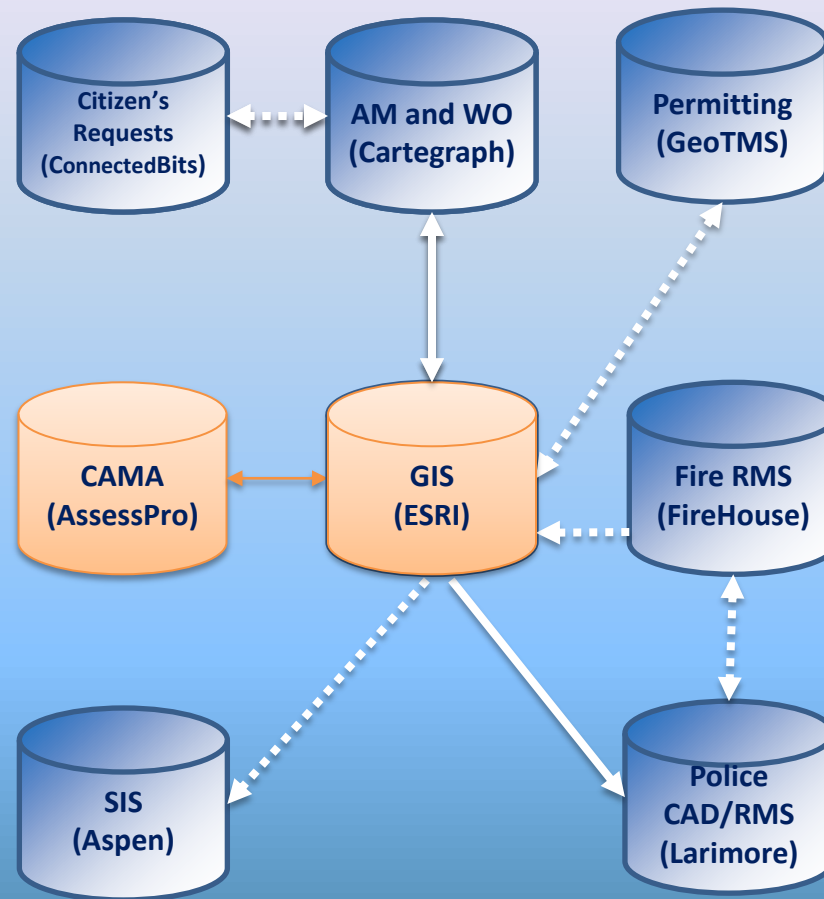 Citizen's
Requests
(ConnectedBits)
AM and WO
(Cartegraph)
Permitting
(GeoTMS)
CAMA
(AssessPro)
GIS
(ESRI)
Fire RMS
(FireHouse)
SIS
(Aspen)
Police
CAD/RMS
(Larimore)